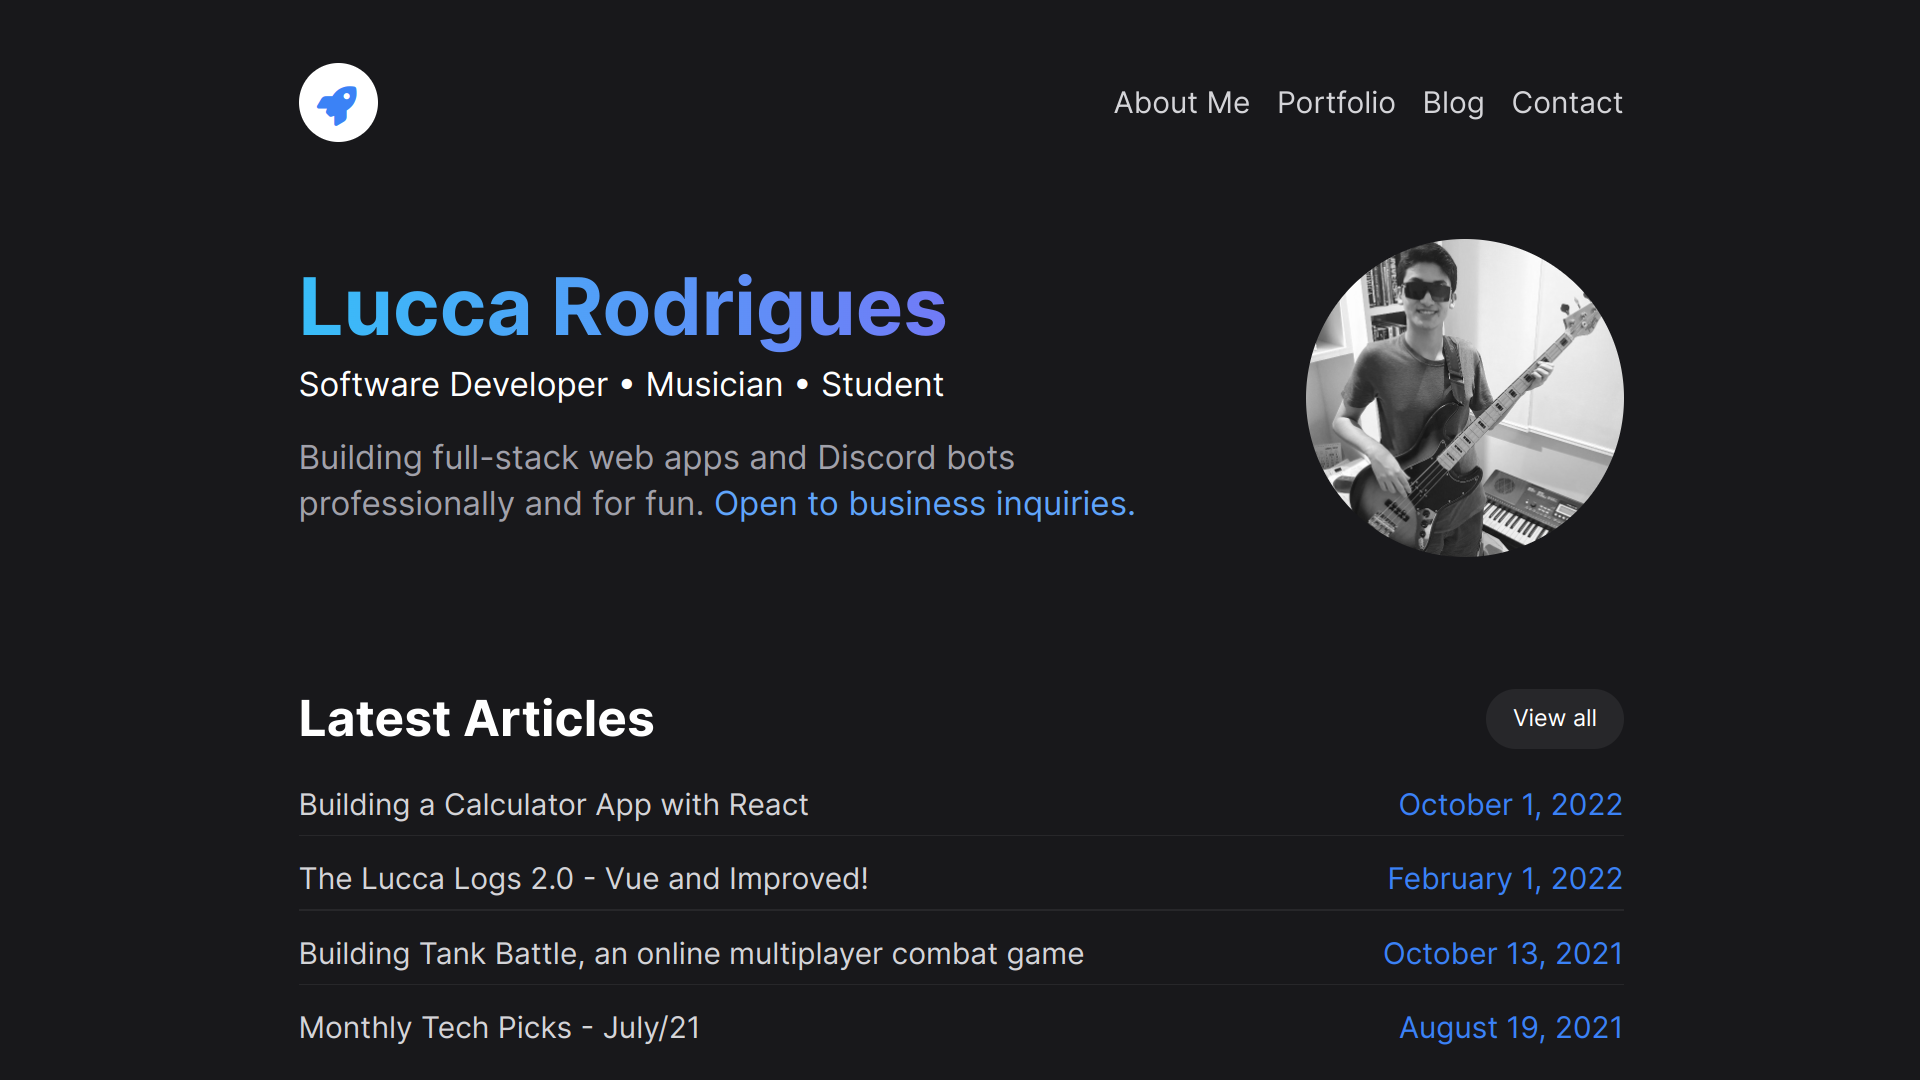 About Me Portfolio Blog Contact
Lucca Rodrigues
Software Developer • Musician • Student
Building full-stack web apps and Discord bots
professionally and for fun. Open to business inquiries.
Latest Articles View all
Building a Calculator App with React October 1, 2022
The Lucca Logs 2.0 - Vue and Improved! February 1, 2022
Building Tank Battle, an online multiplayer combat game October 13, 2021
Monthly Tech Picks - July/21 August 19, 2021